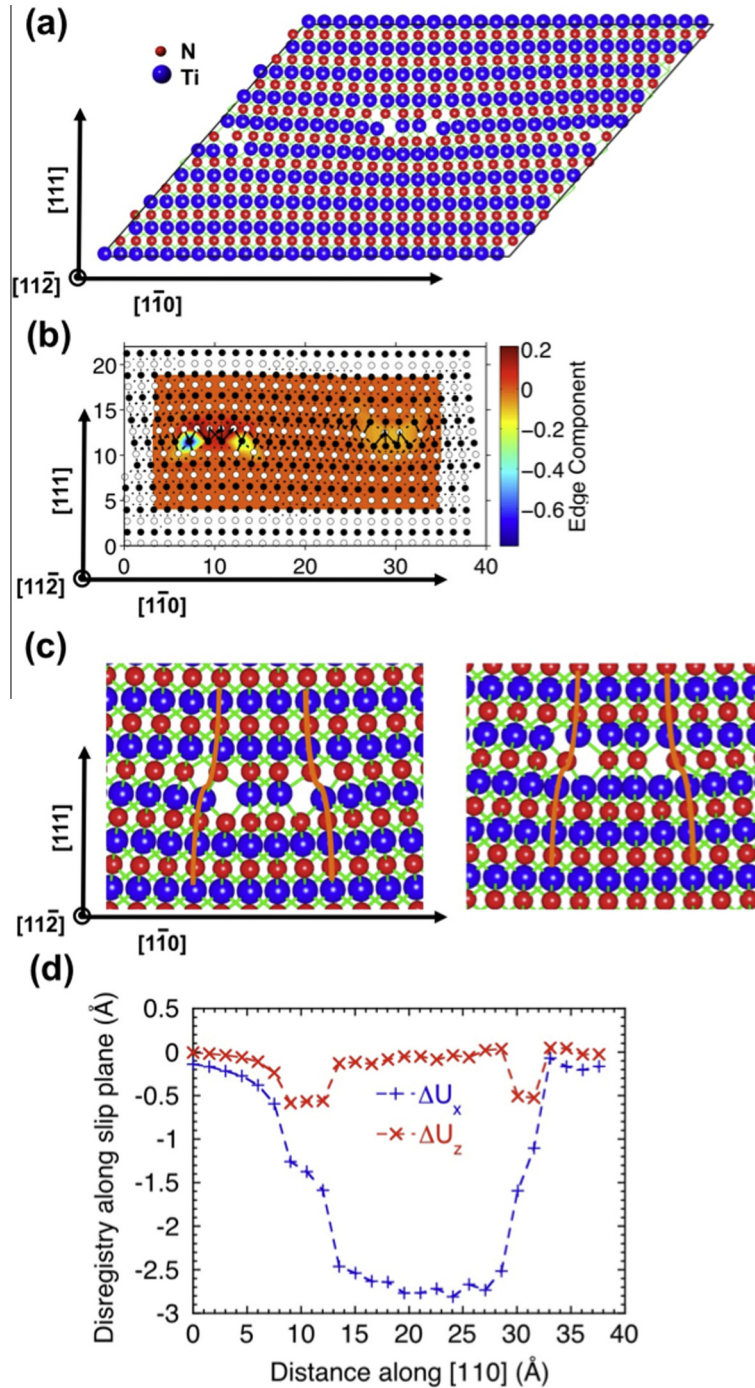 (a)
N
Ti
[111]
[112̄]
[11̄0]
(b)
20
10
0
0 10 20 30 40
0.2
0
−0.2
−0.4
−0.6
Edge Component
[111]
[112̄]
[11̄0]
(c)
[111]
[112̄]
[11̄0]
(d)
0.5
0
-0.5
-1
-1.5
-2
-2.5
-3
Disregistry along slip plane (Å)
ΔUx
ΔUz
0 5 10 15 20 25 30 35 40
Distance along [110] (Å)